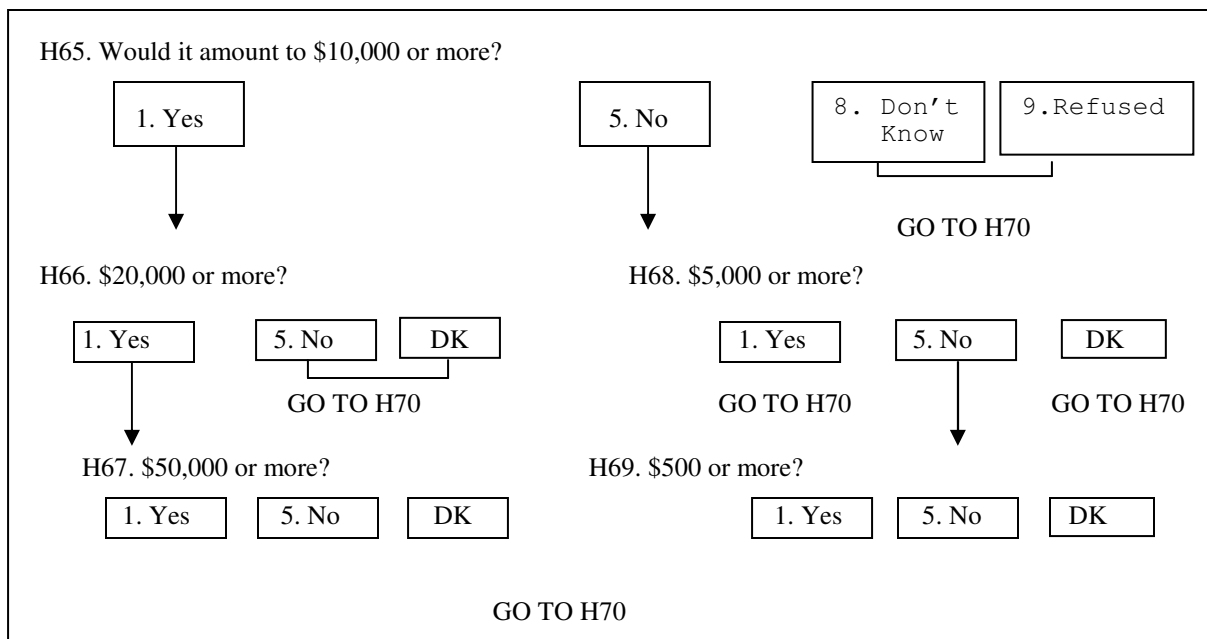 H65. Would it amount to $10,000 or more?
1. Yes
5. No
8. Don't
Know
9.Refused
GO TO H70
H66. $20,000 or more?
H68. $5,000 or more?
1. Yes
5. No
DK
1. Yes
5. No
DK
GO TO H70
GO TO H70
GO TO H70
H67. $50,000 or more?
H69. $500 or more?
1. Yes
5. No
DK
1. Yes
5. No
DK
GO TO H70